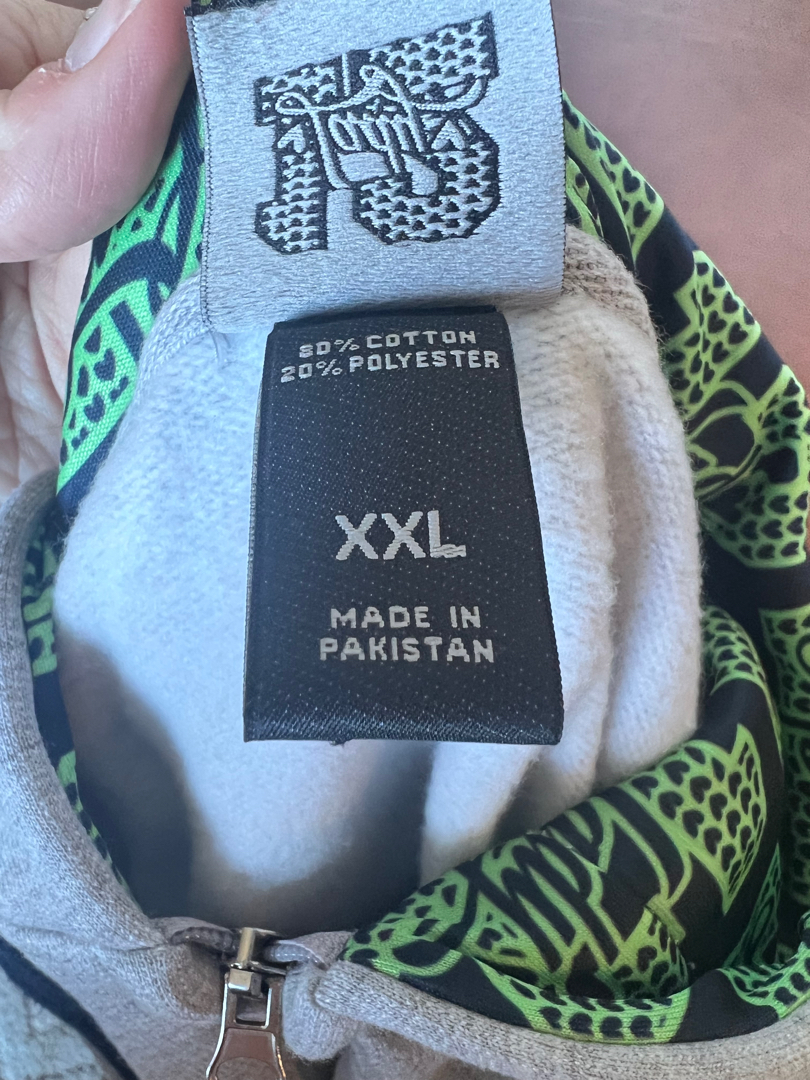 80% COTTON
20% POLYESTER
XXL
MADE IN
PAKISTAN